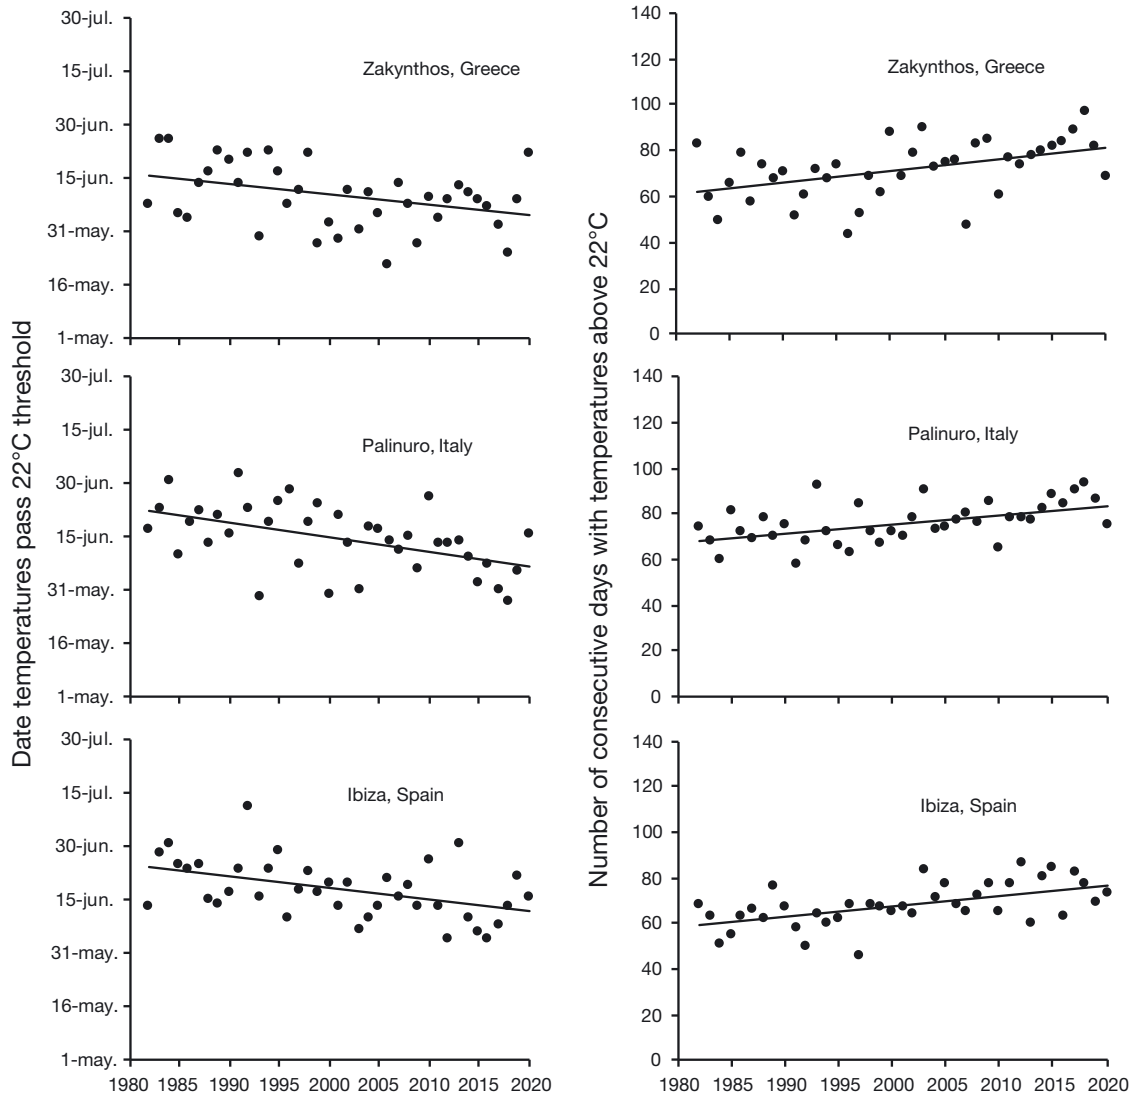 Date temperatures pass 22°C threshold
30-jul.
15-jul.
30-jun.
15-jun.
31-may.
16-may.
1-may.
Zakynthos, Greece
30-jul.
15-jul.
30-jun.
15-jun.
31-may.
16-may.
1-may.
Palinuro, Italy
30-jul.
15-jul.
30-jun.
15-jun.
31-may.
16-may.
1-may.
Ibiza, Spain
1980 1985 1990 1995 2000 2005 2010 2015 2020
Number of consecutive days with temperatures above 22°C
140
120
100
80
60
40
20
0
Zakynthos, Greece
140
120
100
80
60
40
20
0
Palinuro, Italy
140
120
100
80
60
40
20
0
Ibiza, Spain
1980 1985 1990 1995 2000 2005 2010 2015 2020